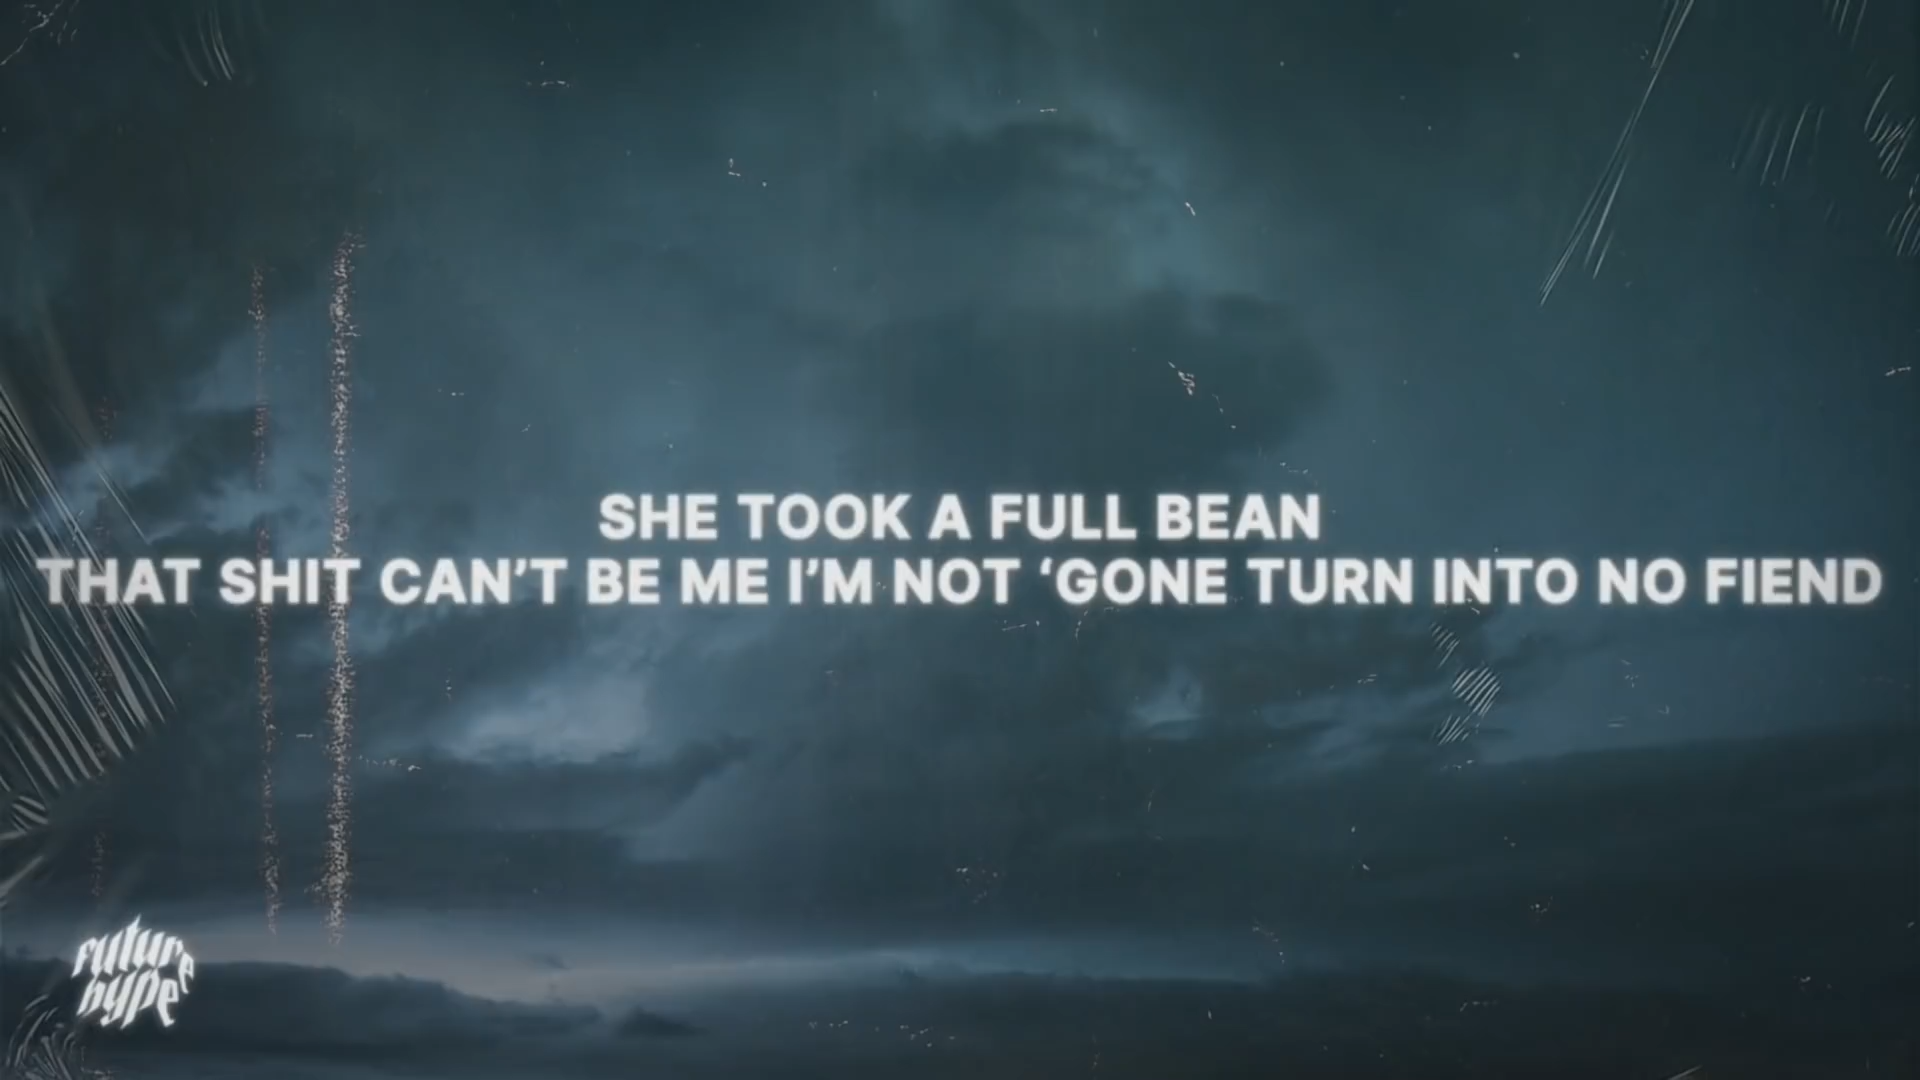 SHE TOOK A FULL BEAN
THAT SHIT CAN’T BE ME I’M NOT ‘GONE TURN INTO NO FIEND
future
hype